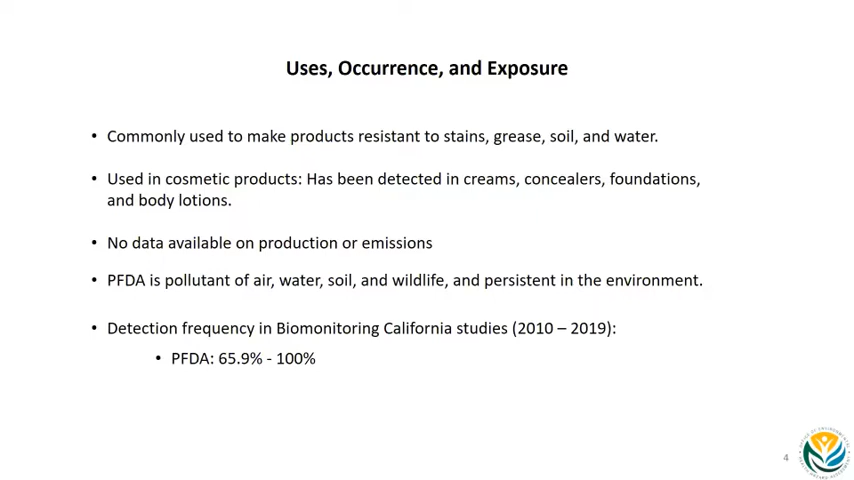 Uses, Occurrence, and Exposure
• Commonly used to make products resistant to stains, grease, soil, and water.
• Used in cosmetic products: Has been detected in creams, concealers, foundations,
and body lotions.
• No data available on production or emissions
• PFDA is pollutant of air, water, soil, and wildlife, and persistent in the environment.
• Detection frequency in Biomonitoring California studies (2010 – 2019):
• PFDA: 65.9% - 100%
4